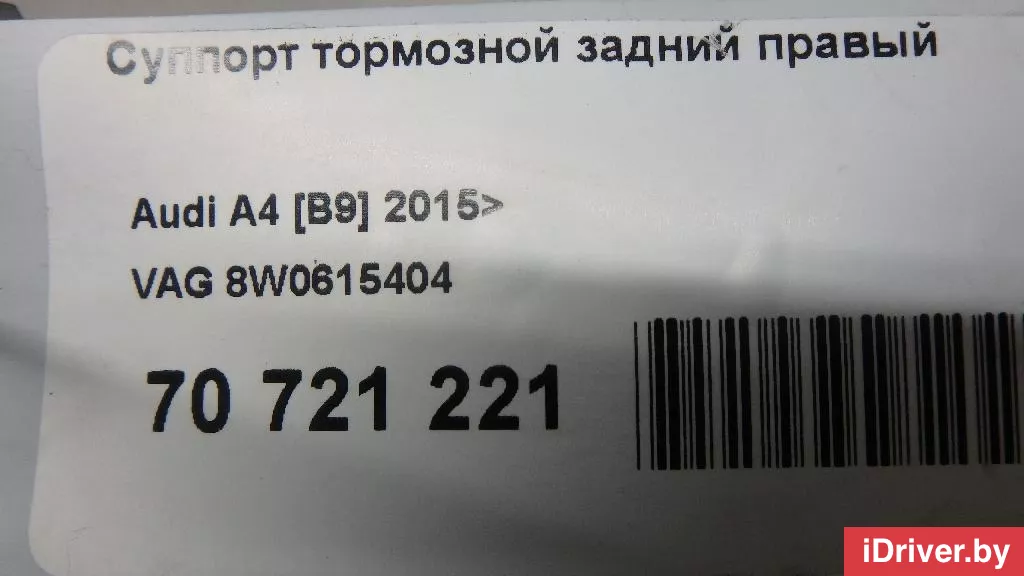 Суппорт тормозной задний правый
Audi A4 [B9] 2015>
VAG 8W0615404
70 721 221
iDriver.by